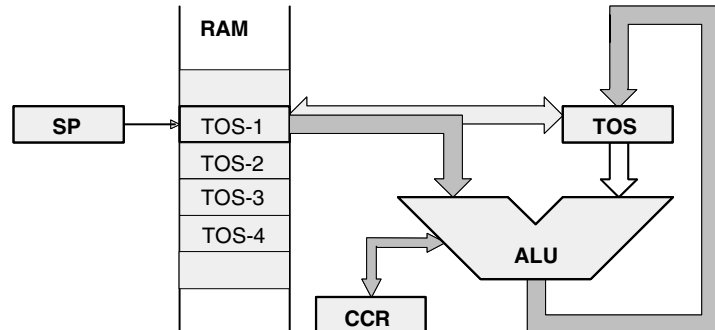 RAM
SP
TOS-1
TOS
TOS-2
TOS-3
TOS-4
ALU
CCR